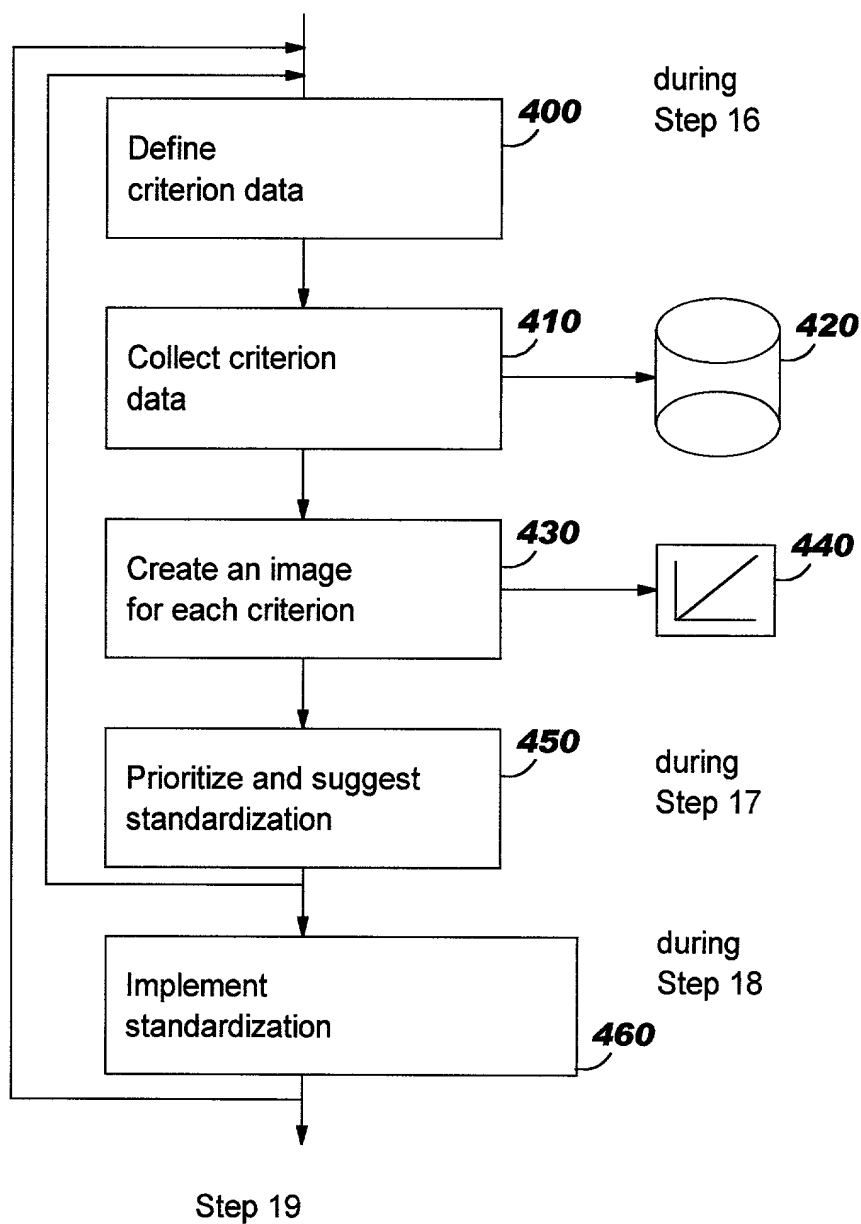 during
Step 16
400
Define
criterion data
410
420
Collect criterion
data
430
440
Create an image
for each criterion
450
during
Step 17
Prioritize and suggest
standardization
during
Step 18
Implement
standardization
460
Step 19